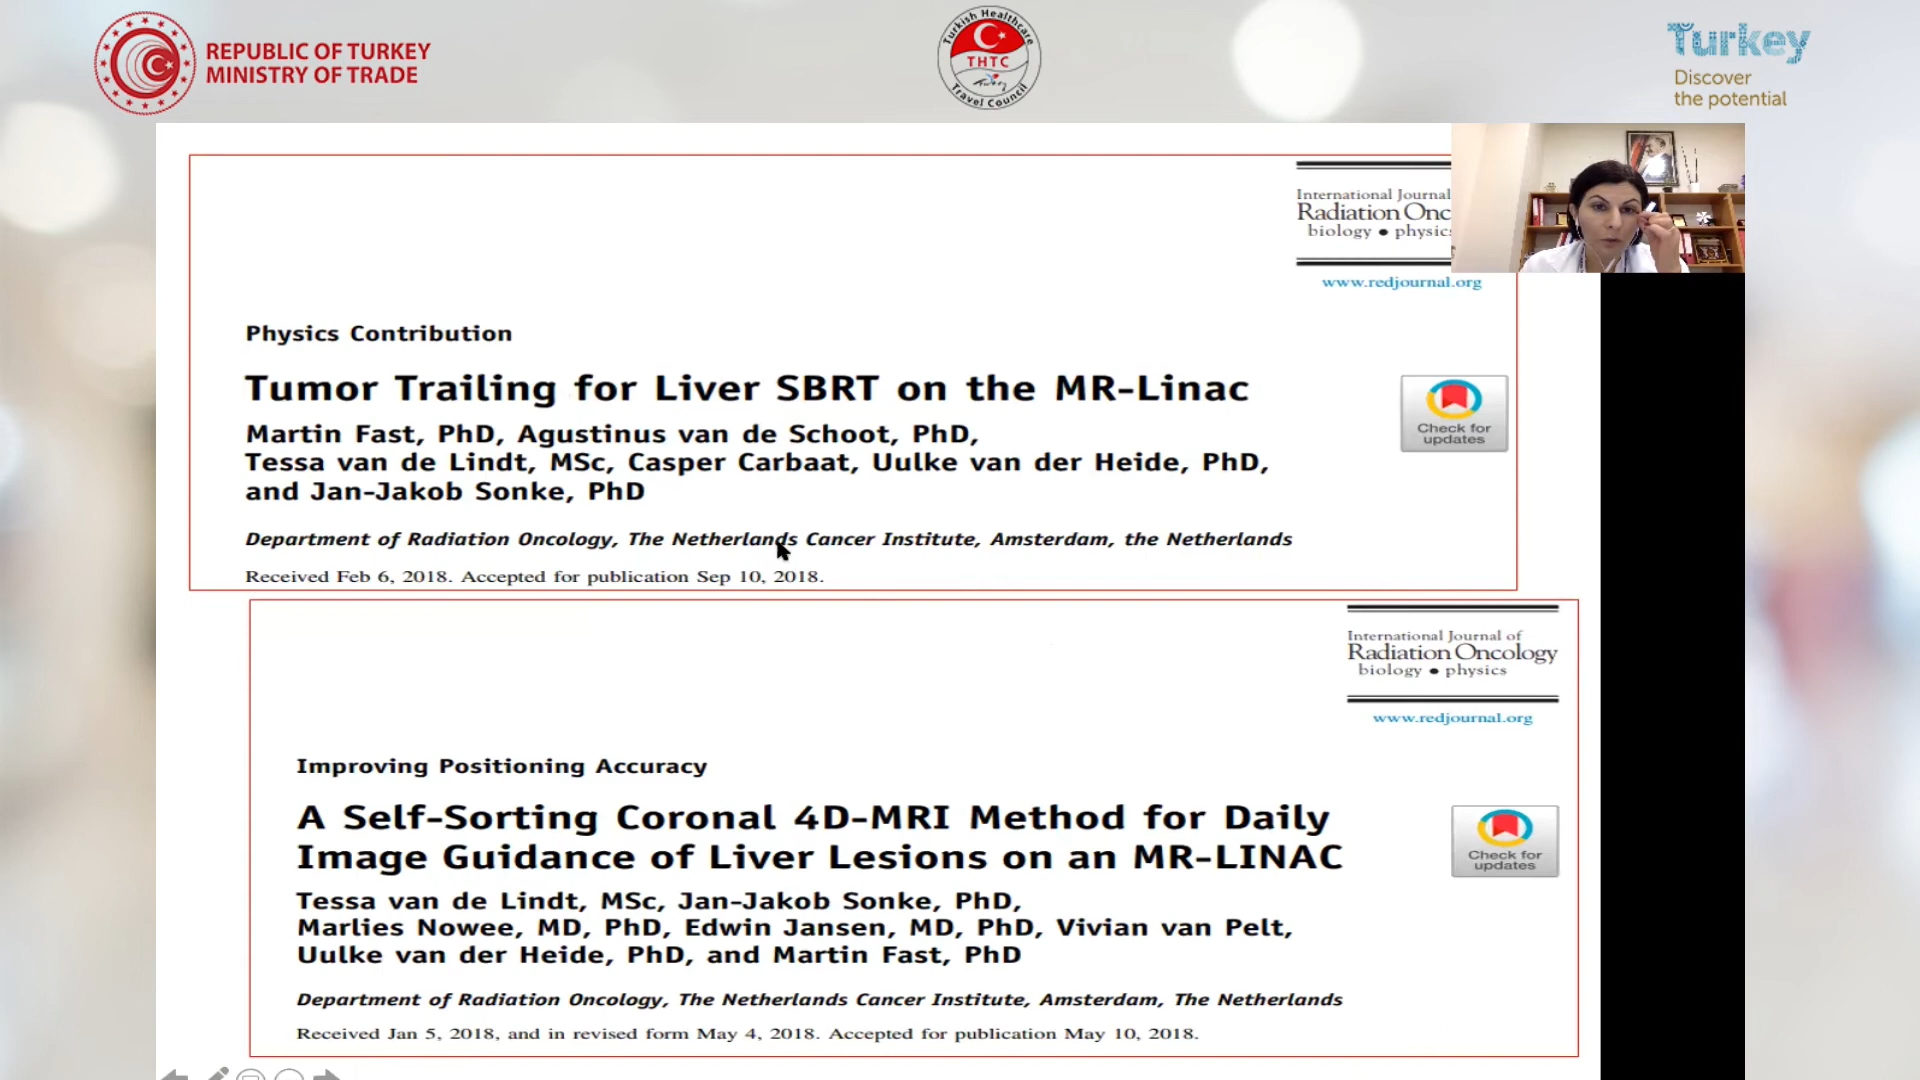 REPUBLIC OF TURKEY
MINISTRY OF TRADE
Turkish Healthcare
THTC
Travel Council
Turkey
Discover
the potential
International Journal
Radiation Onc
biology • physics
www.redjournal.org
Physics Contribution
Tumor Trailing for Liver SBRT on the MR-Linac
Check for
updates
Martin Fast, PhD, Agustinus van de Schoot, PhD,
Tessa van de Lindt, MSc, Casper Carbaat, Uulke van der Heide, PhD,
and Jan-Jakob Sonke, PhD
Department of Radiation Oncology, The Netherlands Cancer Institute, Amsterdam, the Netherlands
Received Feb 6, 2018. Accepted for publication Sep 10, 2018.
International Journal of
Radiation Oncology
biology • physics
www.redjournal.org
Improving Positioning Accuracy
A Self-Sorting Coronal 4D-MRI Method for Daily
Image Guidance of Liver Lesions on an MR-LINAC
Check for
updates
Tessa van de Lindt, MSc, Jan-Jakob Sonke, PhD,
Marlies Nowee, MD, PhD, Edwin Jansen, MD, PhD, Vivian van Pelt,
Uulke van der Heide, PhD, and Martin Fast, PhD
Department of Radiation Oncology, The Netherlands Cancer Institute, Amsterdam, The Netherlands
Received Jan 5, 2018, and in revised form May 4, 2018. Accepted for publication May 10, 2018.